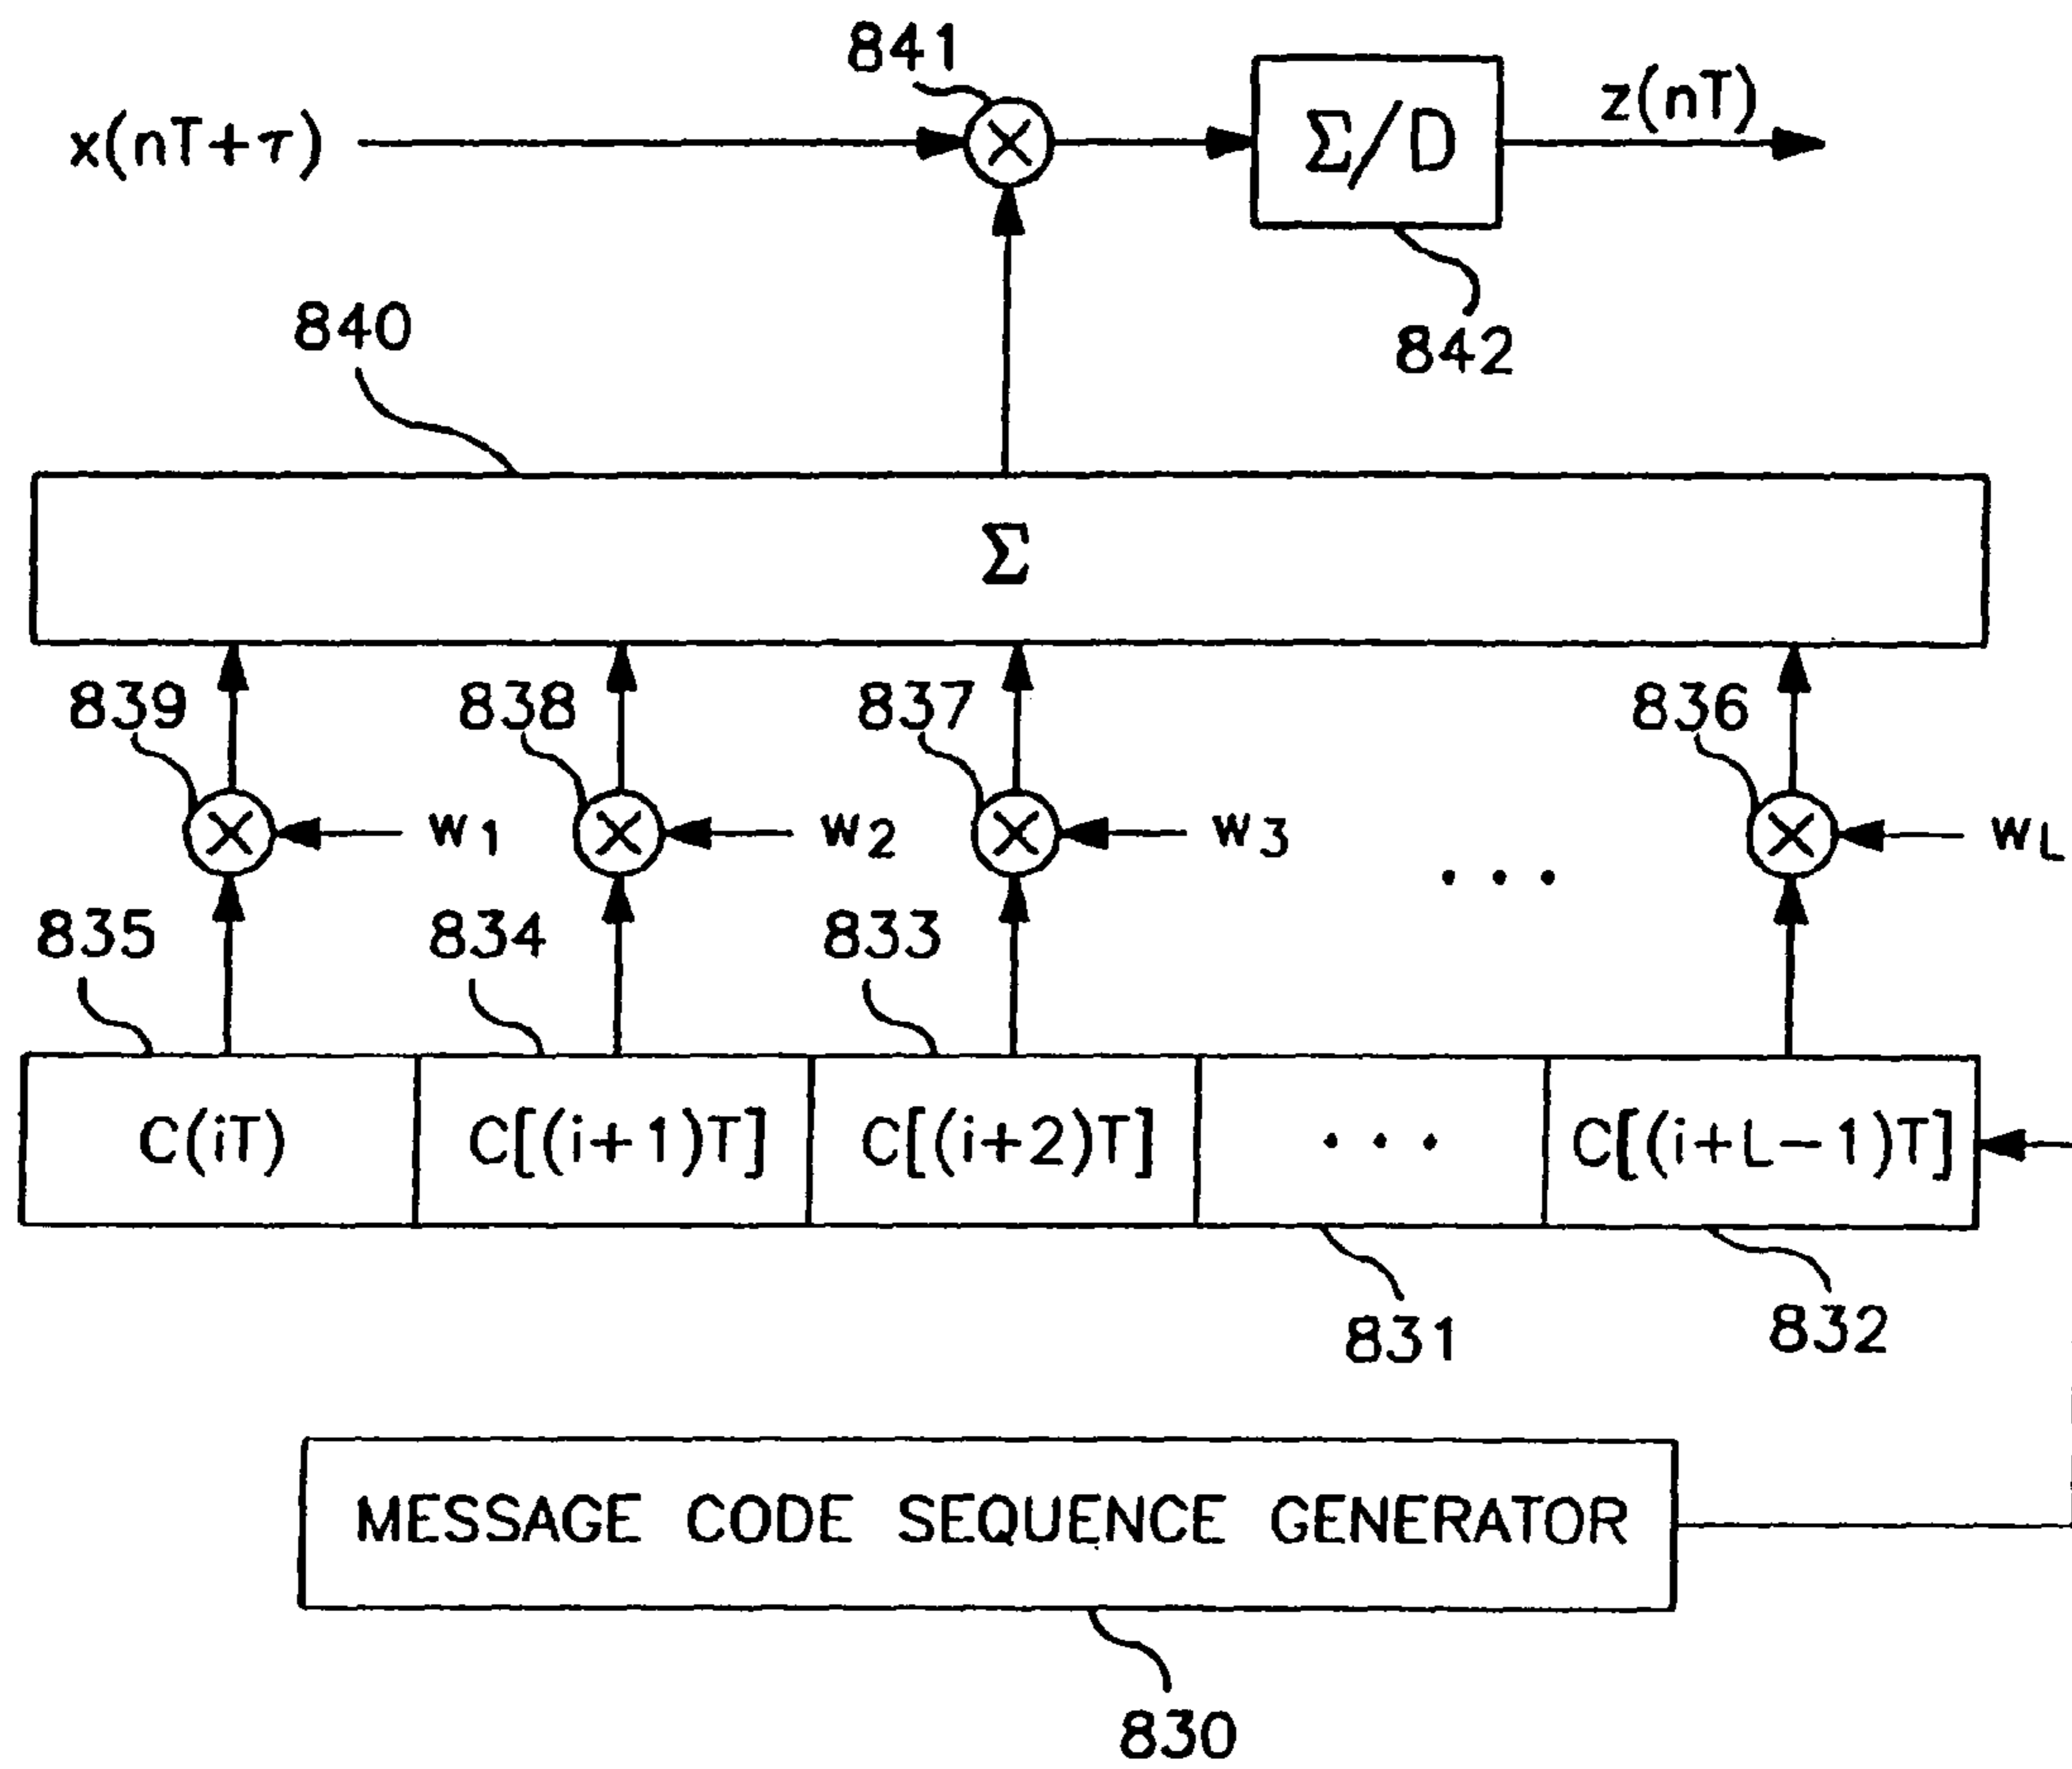 841
x(nT+τ)
Σ/D
z(nT)
840
842
Σ
839
838
837
836
w1
w2
w3
...
wL
835
834
833
C(iT)
C[(i+1)T]
C[(i+2)T]
...
C[(i+L-1)T]
831
832
MESSAGE CODE SEQUENCE GENERATOR
830